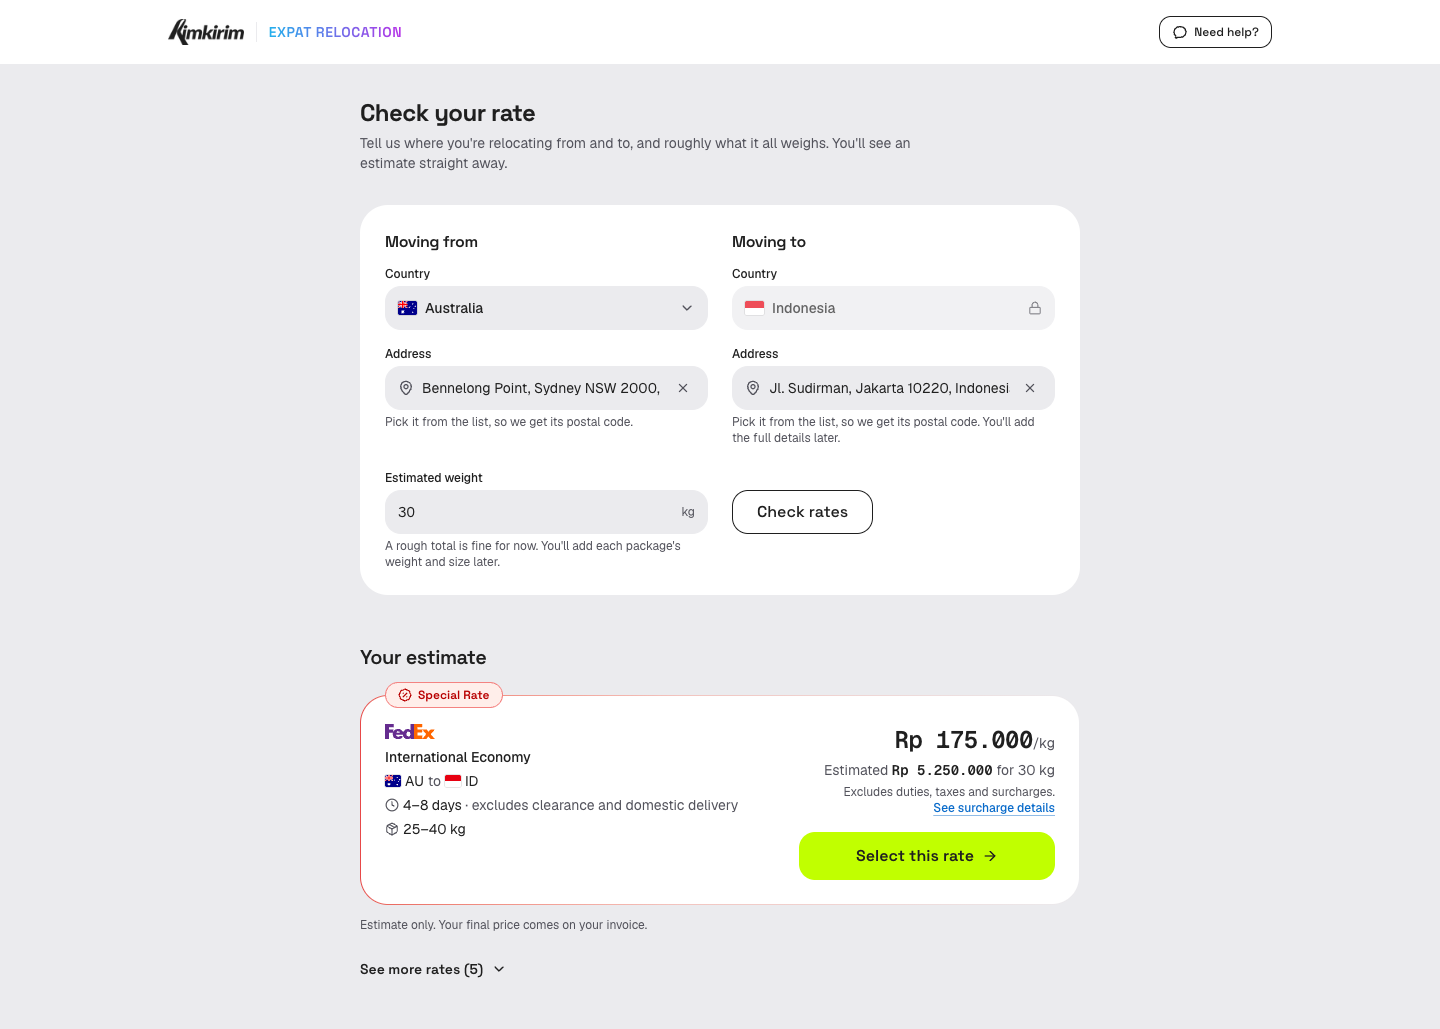 Kimkirim
EXPAT RELOCATION
Need help?
Check your rate
Tell us where you're relocating from and to, and roughly what it all weighs. You'll see an
estimate straight away.
Moving from
Country
Australia
Address
Bennelong Point, Sydney NSW 2000,
Pick it from the list, so we get its postal code.
Moving to
Country
Indonesia
Address
Jl. Sudirman, Jakarta 10220, Indonesi
Pick it from the list, so we get its postal code. You'll add
the full details later.
Estimated weight
30 kg
A rough total is fine for now. You'll add each package's
weight and size later.
Check rates
Your estimate
Special Rate
FedEx
International Economy
AU to ID
4–8 days · excludes clearance and domestic delivery
25–40 kg
Rp 175.000/kg
Estimated Rp 5.250.000 for 30 kg
Excludes duties, taxes and surcharges.
See surcharge details
Select this rate
Estimate only. Your final price comes on your invoice.
See more rates (5)